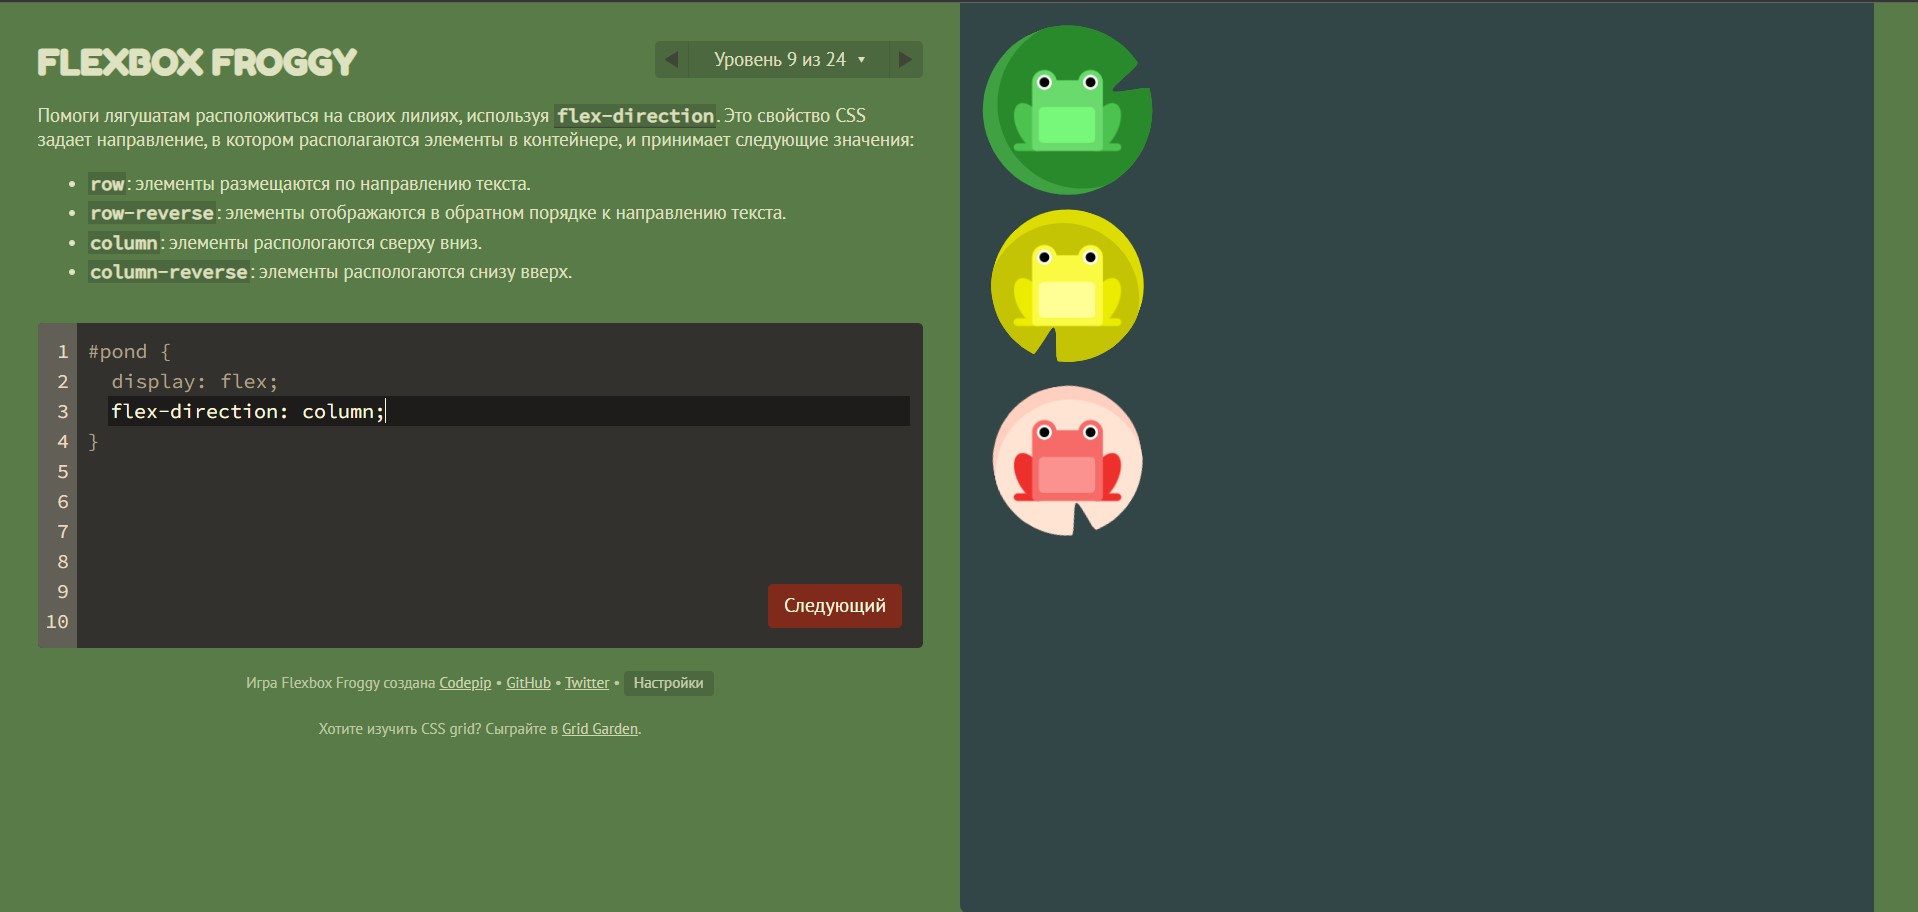 FLEXBOX FROGGY
Уровень 9 из 24
Помоги лягушатам расположиться на своих лилиях, используя flex-direction. Это свойство CSS
задает направление, в котором располагаются элементы в контейнере, и принимает следующие значения:
• row: элементы размещаются по направлению текста.
• row-reverse: элементы отображаются в обратном порядке к направлению текста.
• column: элементы распологаются сверху вниз.
• column-reverse: элементы распологаются снизу вверх.
1 #pond {
2 display: flex;
3 flex-direction: column;
4 }
5
6
7
8
9
10
Следующий
Игра Flexbox Froggy создана Codepip • GitHub • Twitter • Настройки
Хотите изучить CSS grid? Сыграйте в Grid Garden.